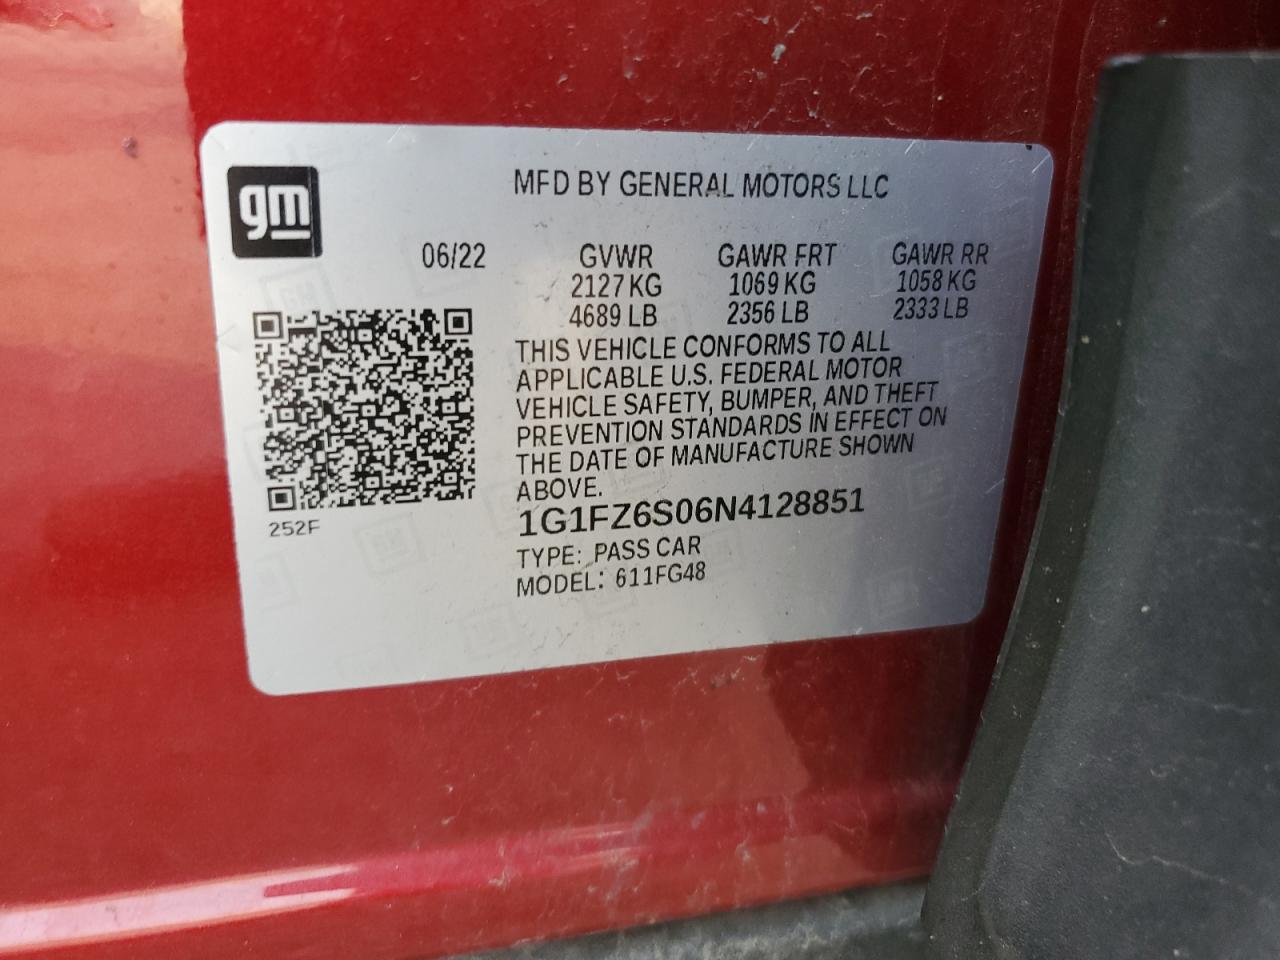 gm
MFD BY GENERAL MOTORS LLC
06/22 GVWR GAWR FRT GAWR RR
2127 KG 1069 KG 1058 KG
4689 LB 2356 LB 2333 LB
THIS VEHICLE CONFORMS TO ALL
APPLICABLE U.S. FEDERAL MOTOR
VEHICLE SAFETY, BUMPER, AND THEFT
PREVENTION STANDARDS IN EFFECT ON
THE DATE OF MANUFACTURE SHOWN
ABOVE.
252F
1G1FZ6S06N4128851
TYPE: PASS CAR
MODEL: 611FG48